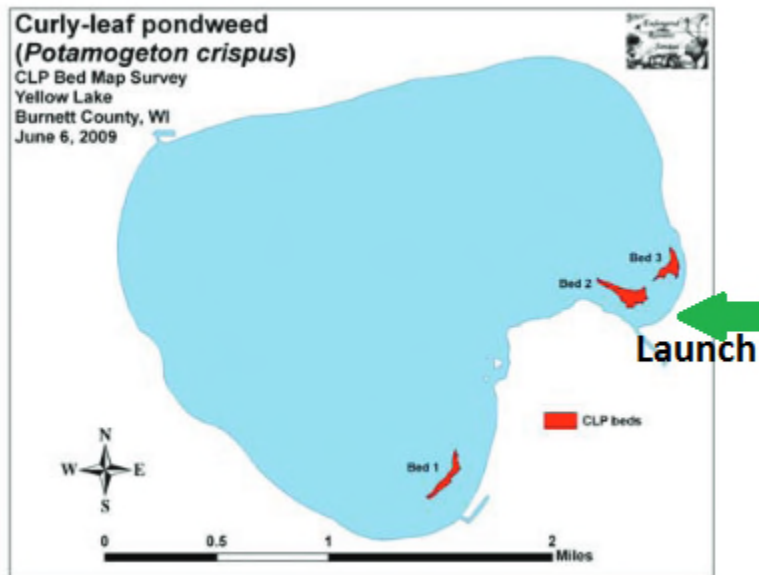 Curly-leaf pondweed
(Potamogeton crispus)
CLP Bed Map Survey
Yellow Lake
Burnett County, WI
June 6, 2009
Bed 3
Bed 2
Launch
CLP beds
Bed 1
N
W E
S
0 0.5 1 2
Miles